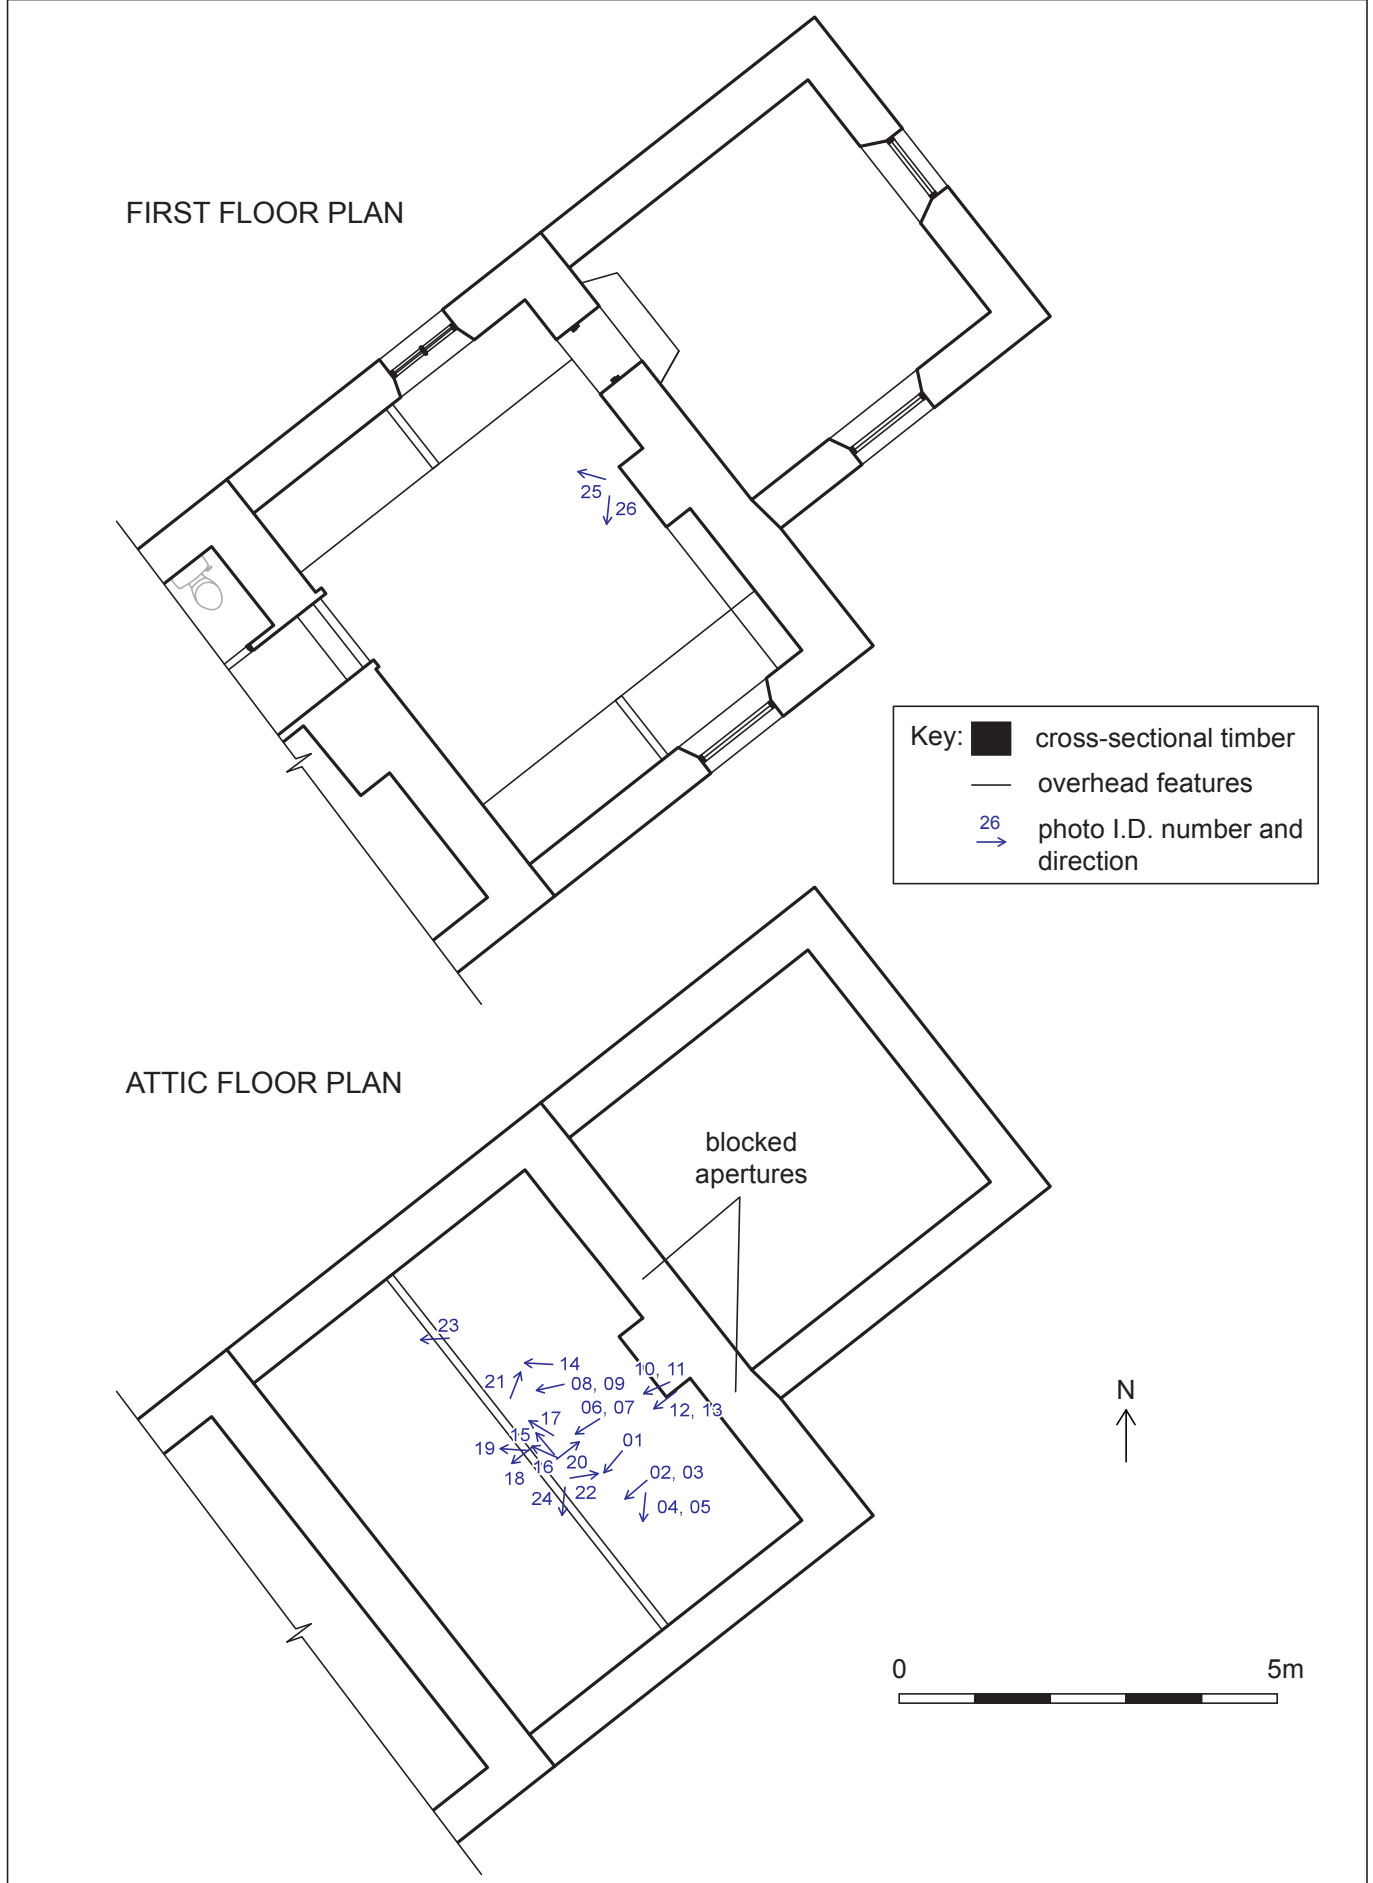 FIRST FLOOR PLAN
25
26
Key:
cross-sectional timber
overhead features
26
photo I.D. number and
direction
ATTIC FLOOR PLAN
blocked
apertures
23
14
10, 11
21
08, 09
06, 07
12, 13
17
15
01
19
16
20
02, 03
18
22
24
04, 05
N
0
5m